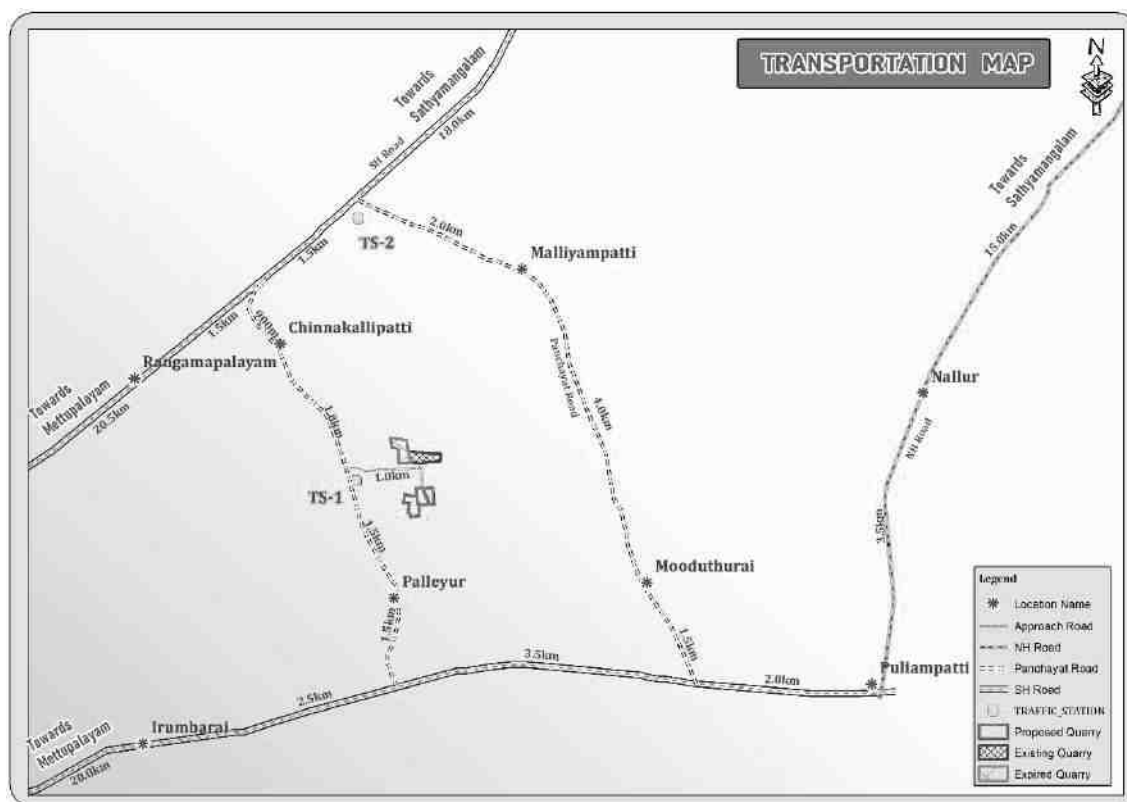 TRANSPORTATION MAP
N
Towards
Sathyamangalam
18.0km
SH Road
Towards
Sathyamangalam
15.0km
2.0km
TS-2
Malliyampatti
1.5km
900m
Chinnakallipatti
1.5km
Rangamapalayam
Towards
Mettupalayam
20.5km
Panchayat Road
4.0km
Nallur
NH Road
3.5km
1.0km
TS-1
Palleyur
Mooduthurai
1.5km
3.5km
2.0km
Puliampatti
2.5km
Irumbarai
Towards
Mettupalayam
20.0km
Legend
Location Name
Approach Road
NH Road
Panchayat Road
SH Road
TRAFFIC_STATION
Proposed Quarry
Existing Quarry
Expired Quarry